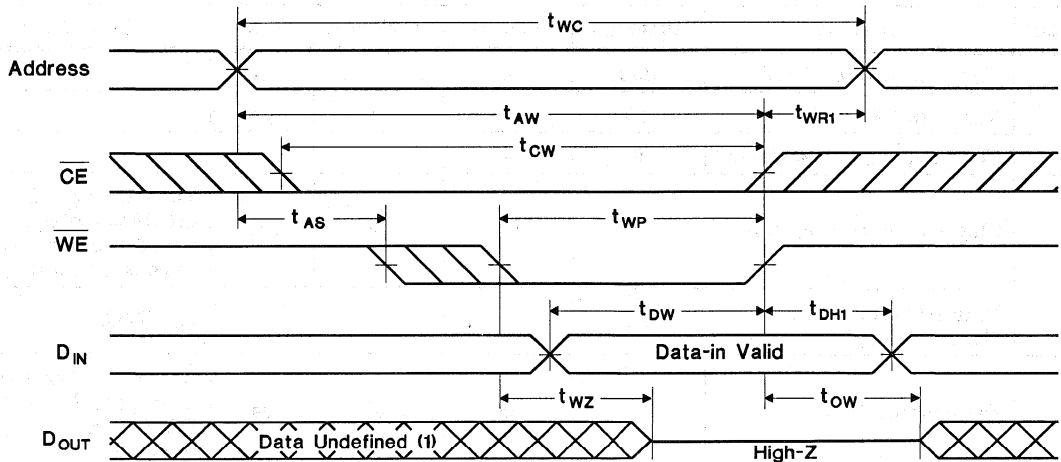 tWC
Address
tAW
tWR1
tCW
CE
tAS
tWP
WE
tDW
tDH1
DIN
Data-in Valid
tWZ
tOW
DOUT
Data Undefined (1)
High-Z